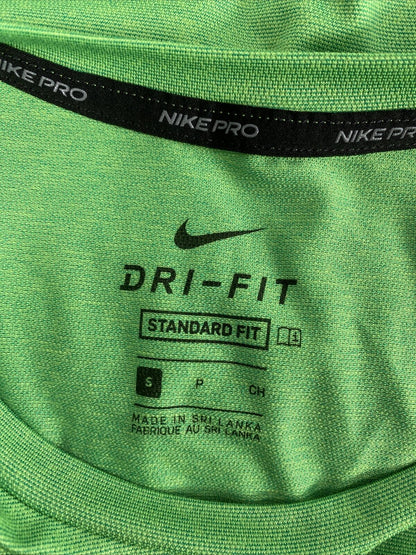 NIKE PRO
NIKE PRO
NIKE PRO
DRI-FIT
STANDARD FIT
S P CH
MADE IN SRI LANKA
FABRIQUE AU SRI LANKA